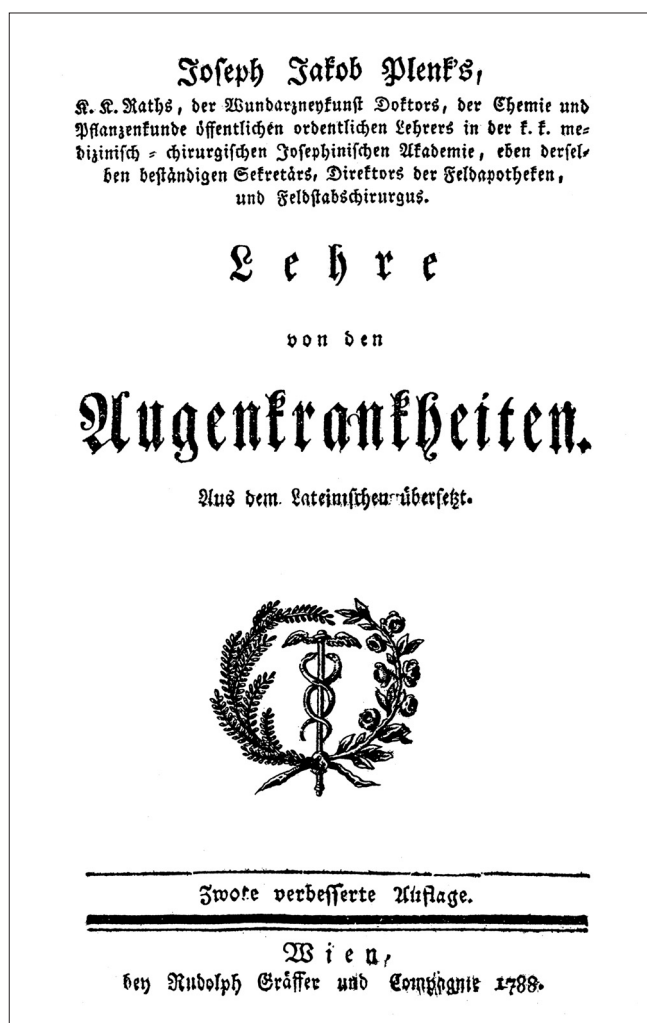 Joseph Jakob Plenk's,
K. K. Raths, der Wundarzneykunst Doktors, der Chemie und
Pflanzenkunde öffentlichen ordentlichen Lehrers in der k. k. me=
dizinisch = chirurgischen Josephinischen Akademie, eben dersel=
ben beständigen Sekretärs, Direktors der Feldapotheken,
und Feldstabschirurgus.
Lehre
von den
Augenkrankheiten.
Aus dem Lateinischen übersetzt.
Zwote verbesserte Auflage.
Wien,
bey Rudolph Gräffer und Compagnie 1788.